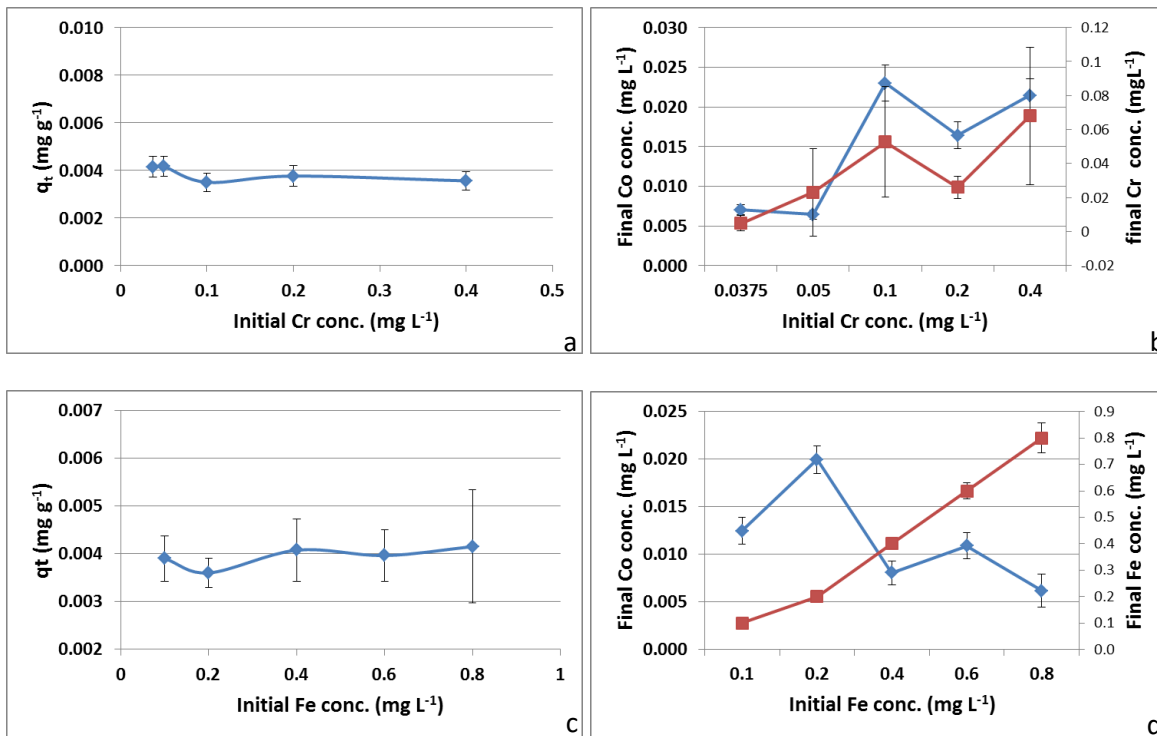 0.010
0.008
0.006
0.004
0.002
0.000
qt (mg g-1)
0 0.1 0.2 0.3 0.4 0.5
Initial Cr conc. (mg L-1)
a
0.030
0.025
0.020
0.015
0.010
0.005
0.000
Final Co conc. (mg L-1)
0.12
0.1
0.08
0.06
0.04
0.02
0
-0.02
final Cr conc. (mgL-1)
0.0375 0.05 0.1 0.2 0.4
Initial Cr conc. (mg L-1)
b
0.007
0.006
0.005
0.004
0.003
0.002
qt (mg g-1)
0 0.2 0.4 0.6 0.8 1
Initial Fe conc. (mg L-1)
c
0.025
0.020
0.015
0.010
0.005
0.000
Final Co conc. (mg L-1)
0.9
0.8
0.7
0.6
0.5
0.4
0.3
0.2
0.1
0.0
Final Fe conc. (mg L-1)
0.1 0.2 0.4 0.6 0.8
Initial Fe conc. (mg L-1)
d